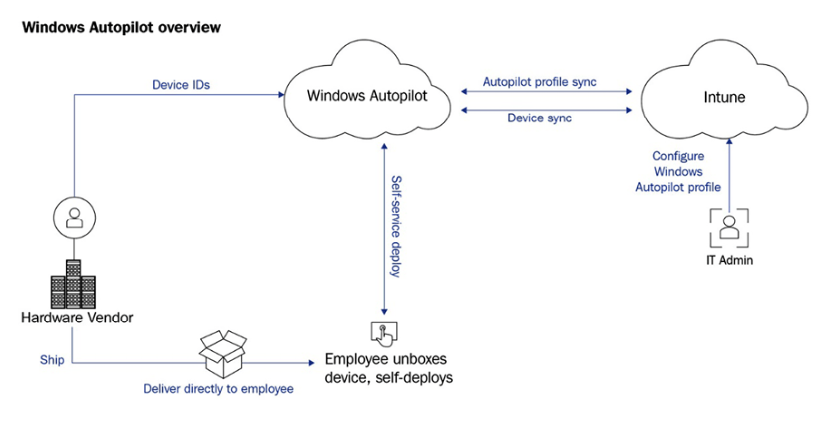 Windows Autopilot overview
Device IDs
Windows Autopilot
Autopilot profile sync
Device sync
Intune
Configure
Windows
Autopilot profile
IT Admin
Self-service deploy
Hardware Vendor
Ship
Deliver directly to employee
Employee unboxes
device, self-deploys